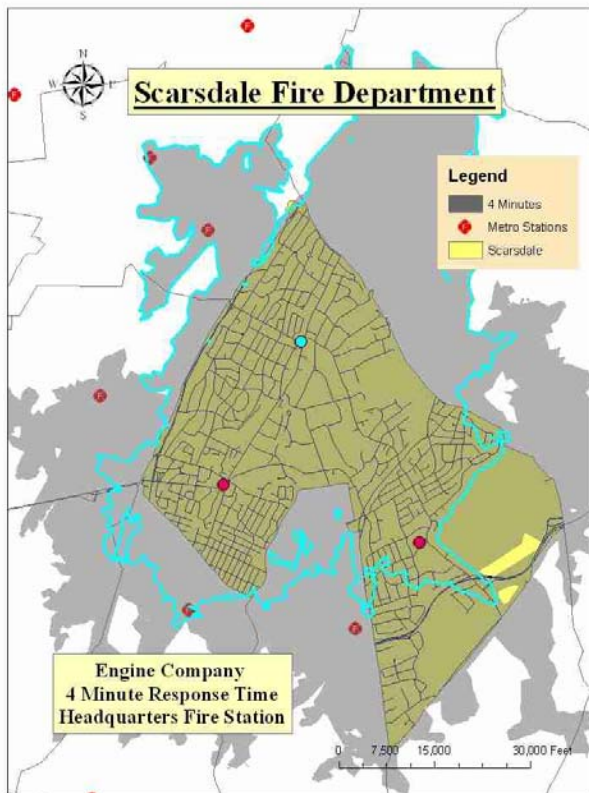 N
W E
S
Scarsdale Fire Department
Legend
4 Minutes
F Metro Stations
Scarsdale
F
F
F
F
F
F
F
Engine Company
4 Minute Response Time
Headquarters Fire Station
0 7,500 15,000 30,000 Feet